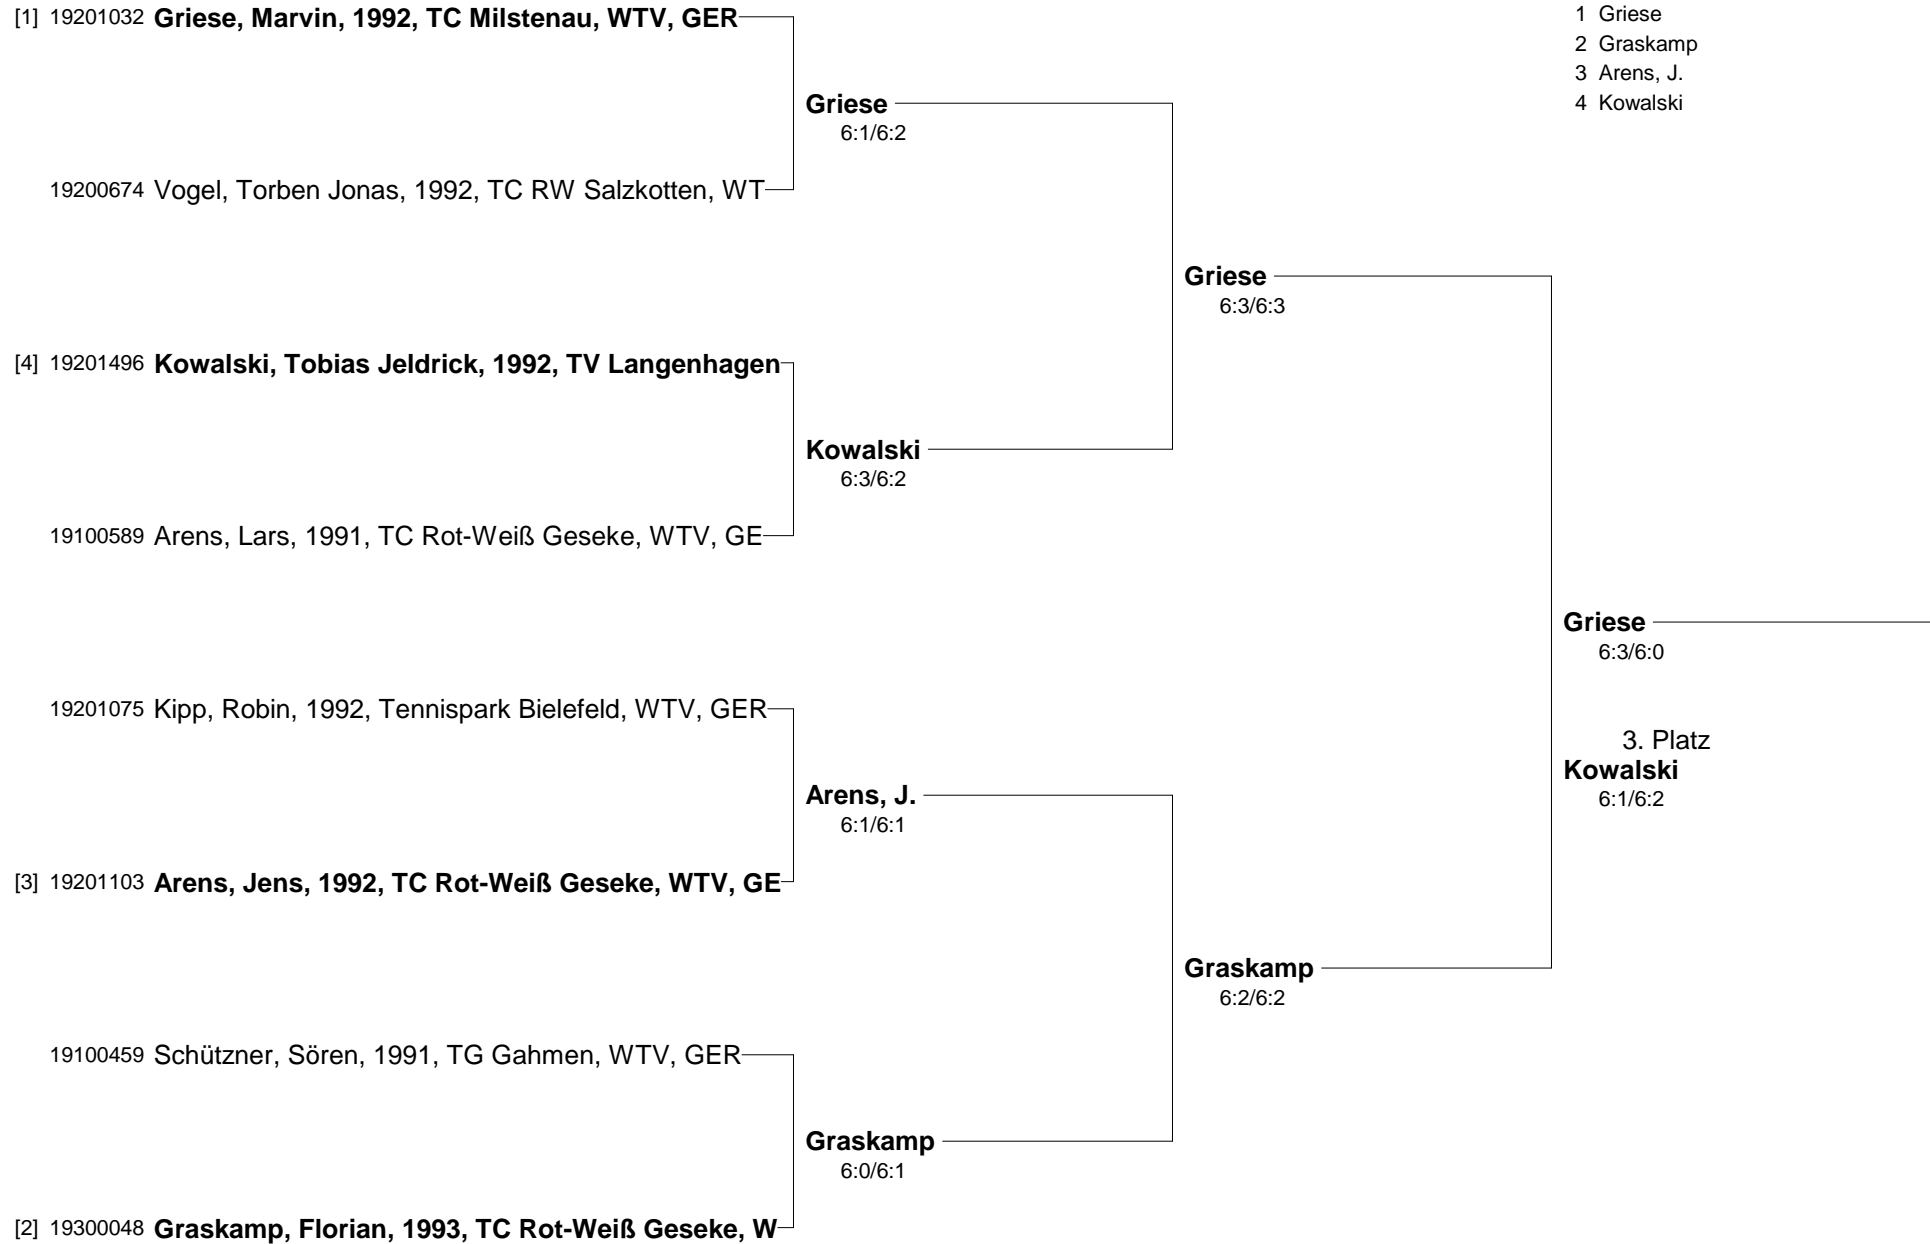 [1] 19201032 Griese, Marvin, 1992, TC Milstenau, WTV, GER
1 Griese
2 Graskamp
3 Arens, J.
4 Kowalski
Griese
6:1/6:2
19200674 Vogel, Torben Jonas, 1992, TC RW Salzkotten, WT
Griese
6:3/6:3
[4] 19201496 Kowalski, Tobias Jeldrick, 1992, TV Langenhagen
Kowalski
6:3/6:2
19100589 Arens, Lars, 1991, TC Rot-Weiß Geseke, WTV, GE
Griese
6:3/6:0
19201075 Kipp, Robin, 1992, Tennispark Bielefeld, WTV, GER
3. Platz
Kowalski
6:1/6:2
Arens, J.
6:1/6:1
[3] 19201103 Arens, Jens, 1992, TC Rot-Weiß Geseke, WTV, GE
Graskamp
6:2/6:2
19100459 Schützner, Sören, 1991, TG Gahmen, WTV, GER
Graskamp
6:0/6:1
[2] 19300048 Graskamp, Florian, 1993, TC Rot-Weiß Geseke, W